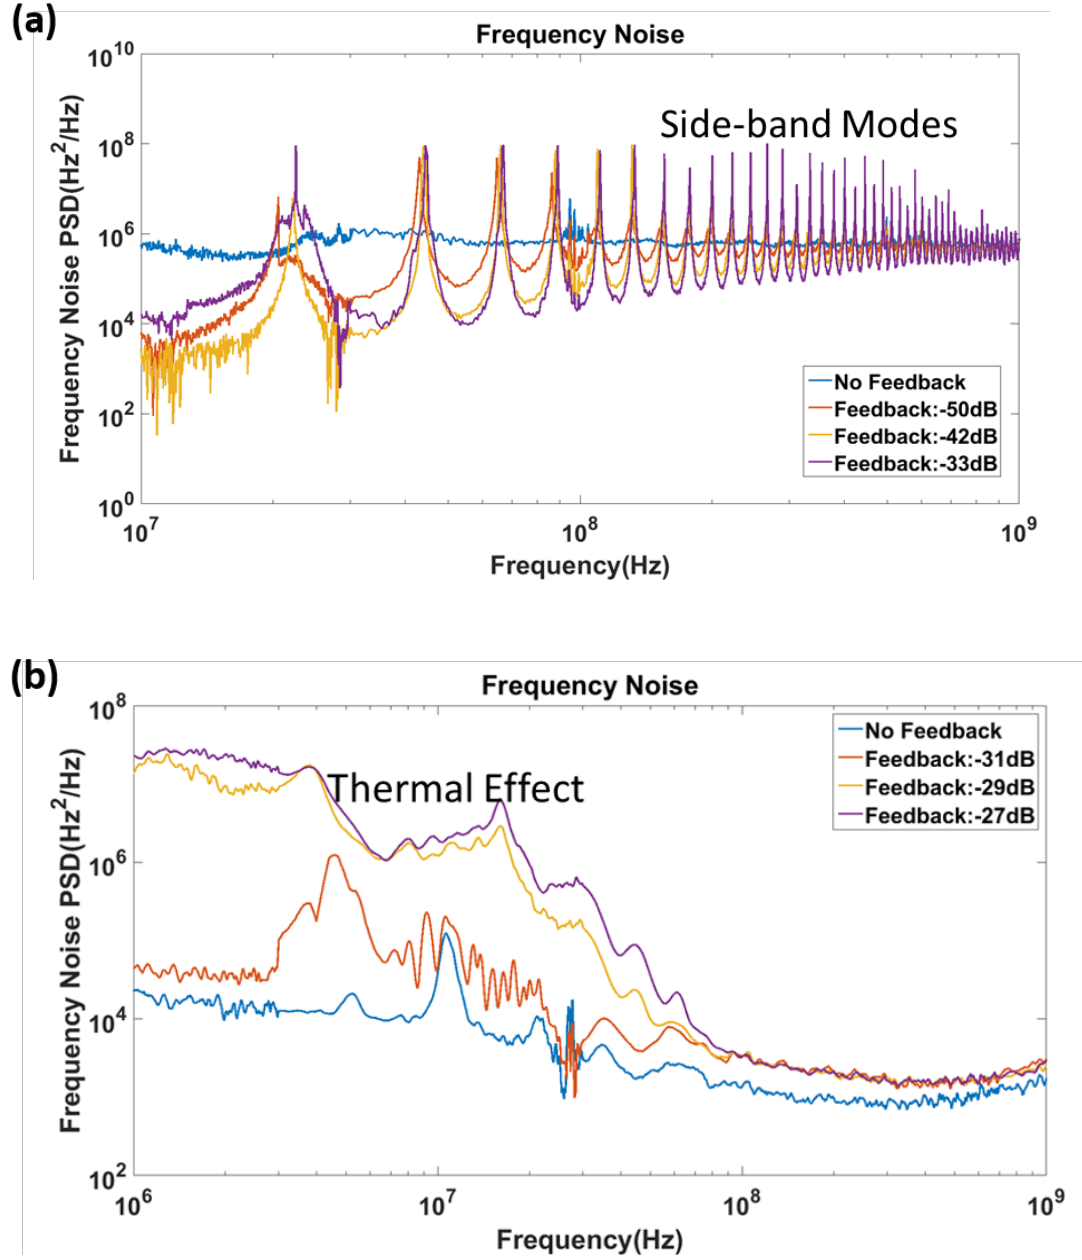 (a)
Frequency Noise
10^10
10^8
10^6
10^4
10^2
10^0
Frequency Noise PSD(Hz^2/Hz)
Side-band Modes
No Feedback
Feedback:-50dB
Feedback:-42dB
Feedback:-33dB
10^7
10^8
10^9
Frequency(Hz)
(b)
Frequency Noise
10^8
10^6
10^4
10^2
Frequency Noise PSD(Hz^2/Hz)
Thermal Effect
No Feedback
Feedback:-31dB
Feedback:-29dB
Feedback:-27dB
10^6
10^7
10^8
10^9
Frequency(Hz)